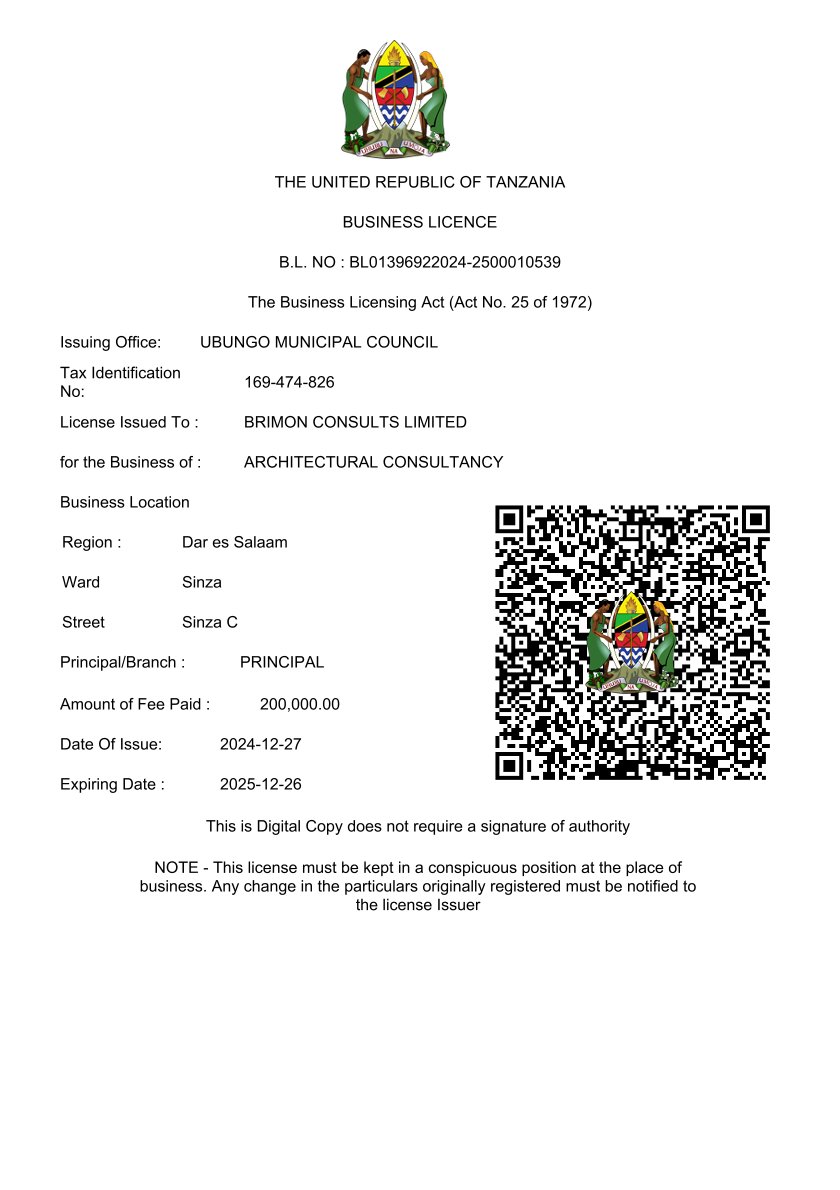 THE UNITED REPUBLIC OF TANZANIA
BUSINESS LICENCE
B.L. NO : BL01396922024-2500010539
The Business Licensing Act (Act No. 25 of 1972)
Issuing Office: UBUNGO MUNICIPAL COUNCIL
Tax Identification
No: 169-474-826
License Issued To : BRIMON CONSULTS LIMITED
for the Business of : ARCHITECTURAL CONSULTANCY
Business Location
Region : Dar es Salaam
Ward Sinza
Street Sinza C
Principal/Branch : PRINCIPAL
Amount of Fee Paid : 200,000.00
Date Of Issue: 2024-12-27
Expiring Date : 2025-12-26
This is Digital Copy does not require a signature of authority
NOTE - This license must be kept in a conspicuous position at the place of
business. Any change in the particulars originally registered must be notified to
the license Issuer